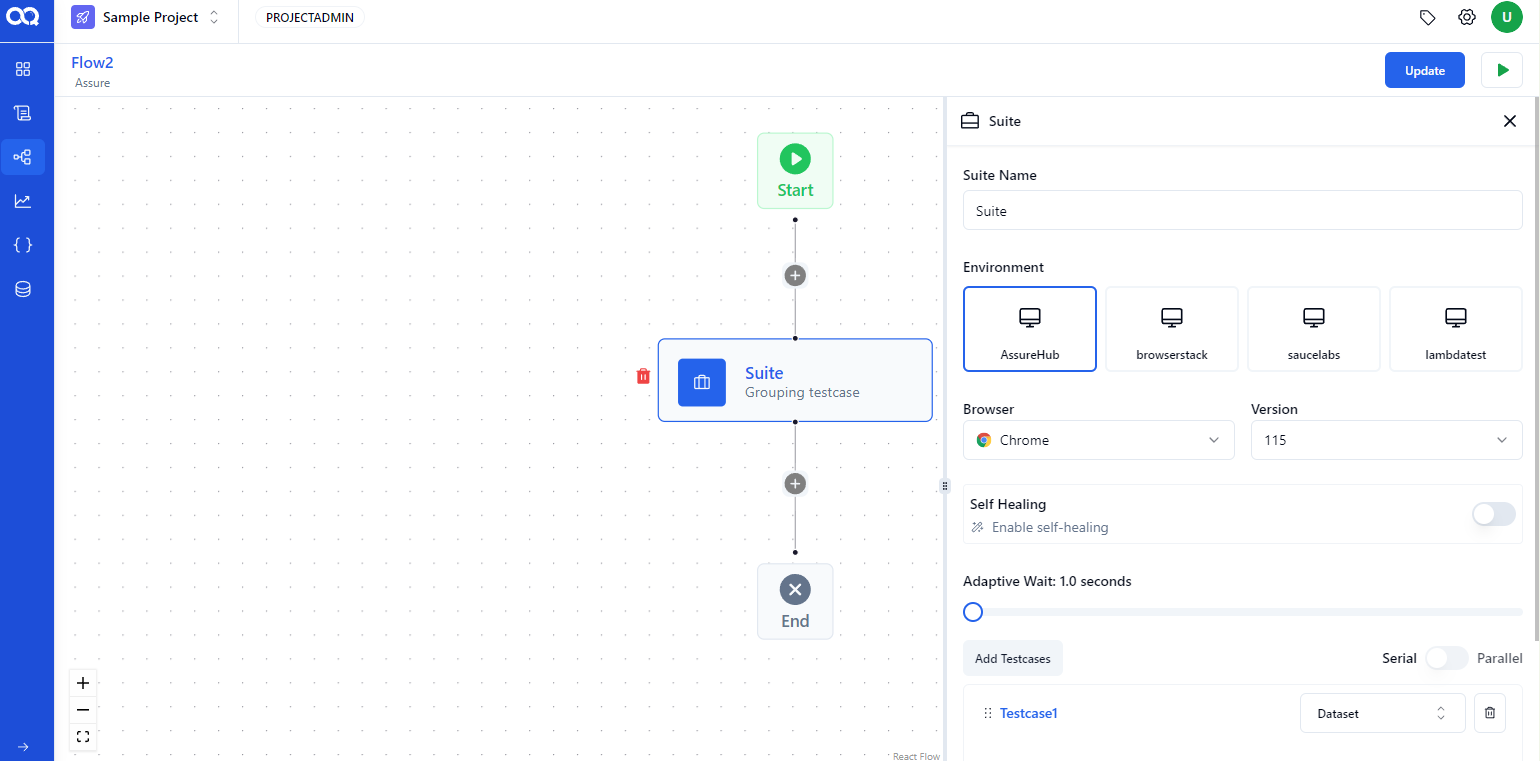 Sample Project
PROJECTADMIN
U
Flow2
Assure
Update
Start
Suite
Grouping testcase
End
React Flow
Suite
Suite Name
Suite
Environment
AssureHub
browserstack
saucelabs
lambdatest
Browser
Version
Chrome
115
Self Healing
Enable self-healing
Adaptive Wait: 1.0 seconds
Add Testcases
Serial
Parallel
Testcase1
Dataset